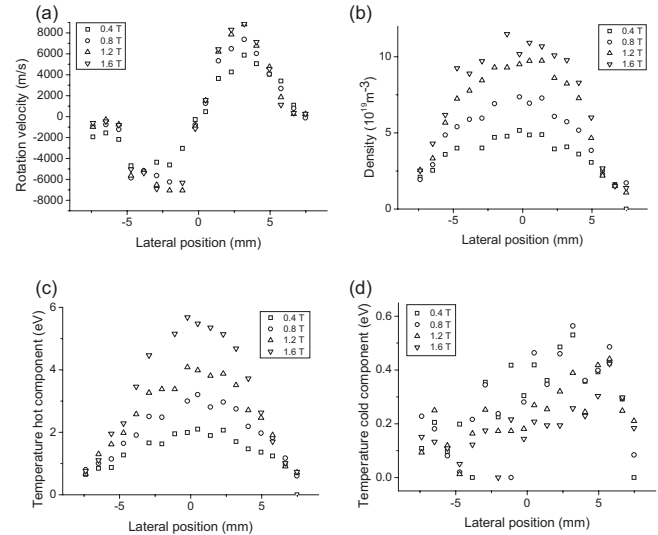 (a)
0.4 T
0.8 T
1.2 T
1.6 T
8000
6000
4000
2000
0
-2000
-4000
-6000
-8000
Rotation velocity (m/s)
-5
0
5
Lateral position (mm)
(b)
0.4 T
0.8 T
1.2 T
1.6 T
10
5
0
Density (10¹⁹m⁻³)
-5
0
5
Lateral position (mm)
(c)
0.4 T
0.8 T
1.2 T
1.6 T
6
4
2
0
Temperature hot component (eV)
-5
0
5
Lateral position (mm)
(d)
0.4 T
0.8 T
1.2 T
1.6 T
0.6
0.4
0.2
0.0
Temperature cold component (eV)
-5
0
5
Lateral position (mm)